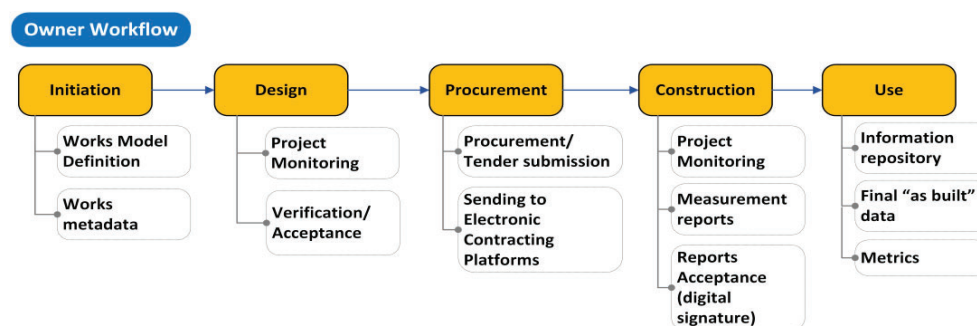 Owner Workflow
Initiation
Design
Procurement
Construction
Use
Works Model
Definition
Works
metadata
Project
Monitoring
Verification/
Acceptance
Procurement/
Tender submission
Sending to
Electronic
Contracting
Platforms
Project
Monitoring
Measurement
reports
Reports
Acceptance
(digital
signature)
Information
repository
Final “as built”
data
Metrics